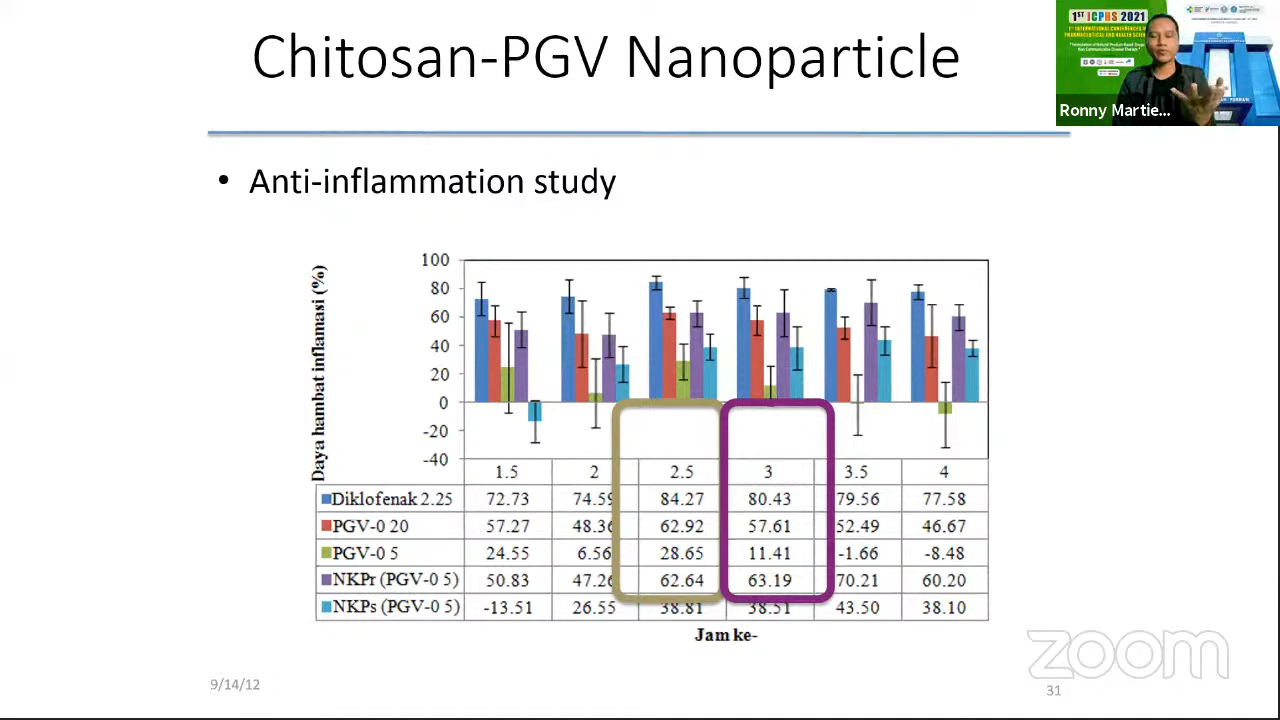 Chitosan-PGV Nanoparticle
1ST ICPHS 2021
Ronny Martie...
• Anti-inflammation study
Daya hambat inflamasi (%)
100
80
60
40
20
0
-20
-40
1.5 2 2.5 3 3.5 4
Diklofenak 2.25 72.73 74.59 84.27 80.43 79.56 77.58
PGV-0 20 57.27 48.36 62.92 57.61 52.49 46.67
PGV-0 5 24.55 6.56 28.65 11.41 -1.66 -8.48
NKPr (PGV-0 5) 50.83 47.26 62.64 63.19 70.21 60.20
NKPs (PGV-0 5) -13.51 26.55 38.81 38.51 43.50 38.10
Jam ke-
zoom
9/14/12
31